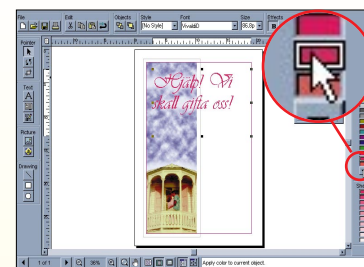 File Edit Objects Style Font Size Effects
[No Style] VivaldiD
Pointer
Text
Picture
Drawing
Hjälp! Vi
skall gifta oss!
1 of 1 36% Apply color to current object.